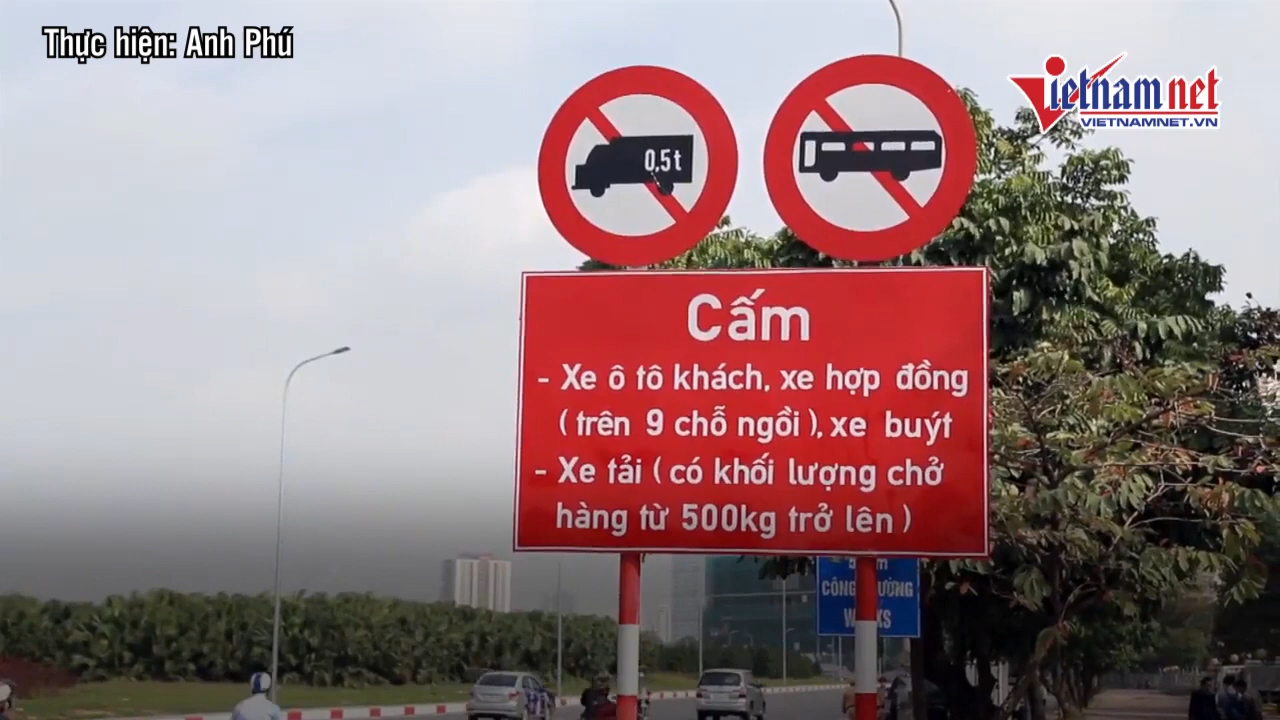 Thực hiện: Anh Phú
Vietnamnet
VIETNAMNET.VN
0,5t
Cấm
- Xe ô tô khách, xe hợp đồng
( trên 9 chỗ ngồi ), xe buýt
- Xe tải ( có khối lượng chở
hàng từ 500kg trở lên )
CÔNG